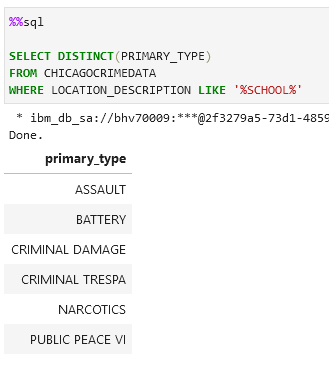 %%sql
SELECT DISTINCT(PRIMARY_TYPE)
FROM CHICAGOCRIMEDATA
WHERE LOCATION_DESCRIPTION LIKE '%SCHOOL%'
* ibm_db_sa://bhv70009:***@2f3279a5-73d1-4859
Done.
primary_type
ASSAULT
BATTERY
CRIMINAL DAMAGE
CRIMINAL TRESPA
NARCOTICS
PUBLIC PEACE VI